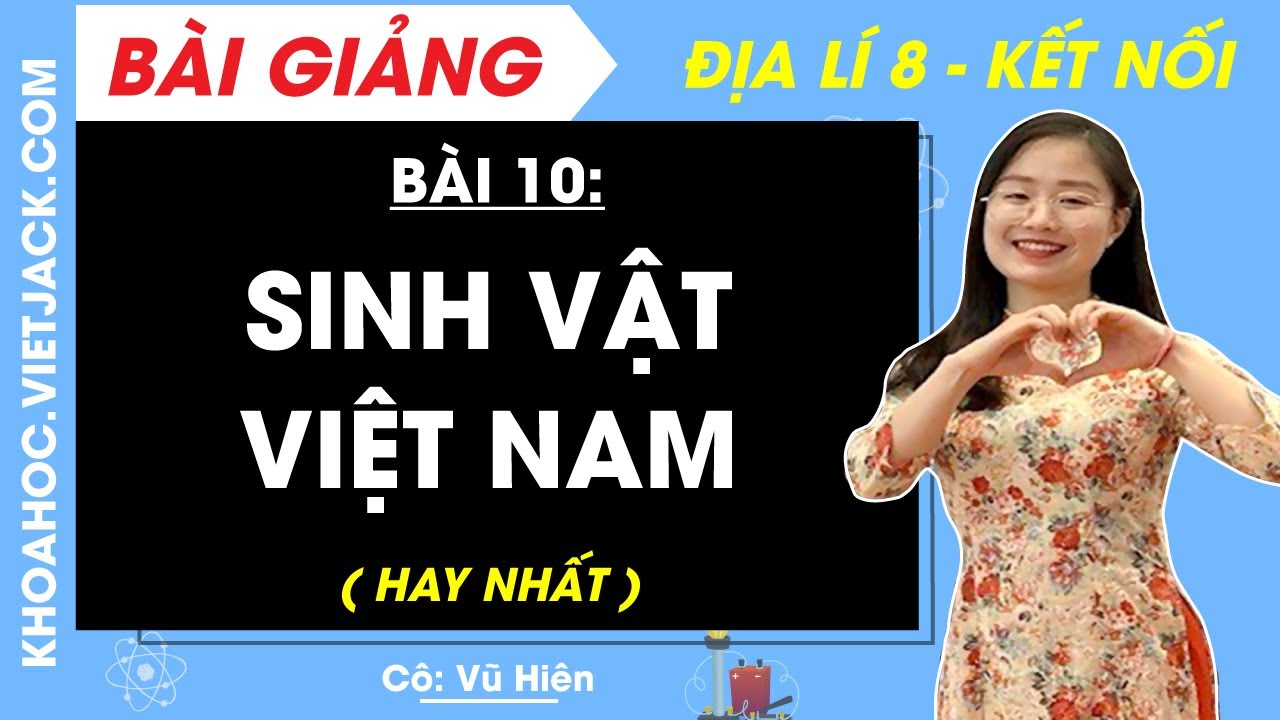 BÀI GIẢNG
ĐỊA LÍ 8 - KẾT NỐI
KHOAHOC.VIETJACK.COM
BÀI 10:
SINH VẬT
VIỆT NAM
( HAY NHẤT )
Cô: Vũ Hiên